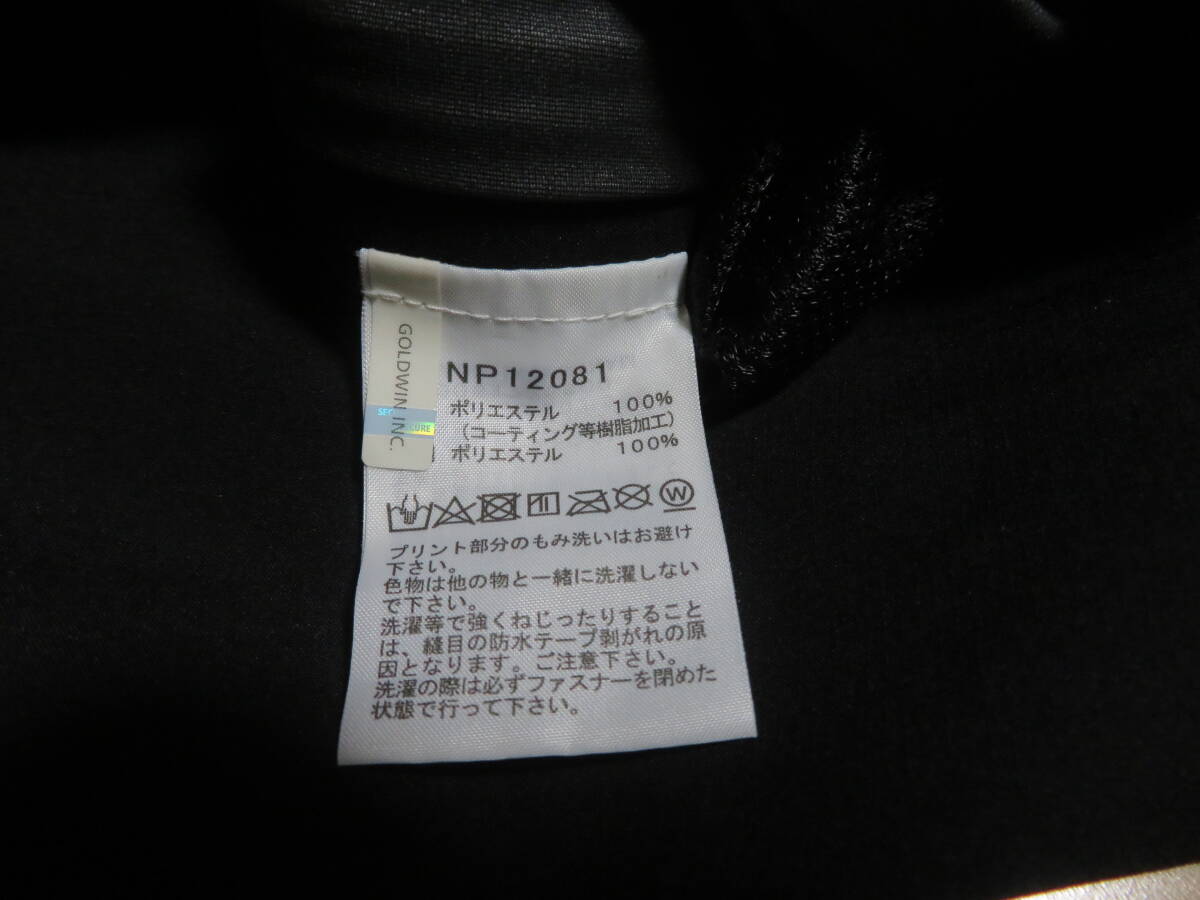 GOLDWIN INC.
SECURE
NP12081
ポリエステル 100%
(コーティング等樹脂加工)
ポリエステル 100%
W
プリント部分のもみ洗いはお避け
下さい。
色物は他の物と一緒に洗濯しない
で下さい。
洗濯等で強くねじったりすること
は、縫目の防水テープ剥がれの原
因となります。ご注意下さい。
洗濯の際は必ずファスナーを閉めた
状態で行って下さい。